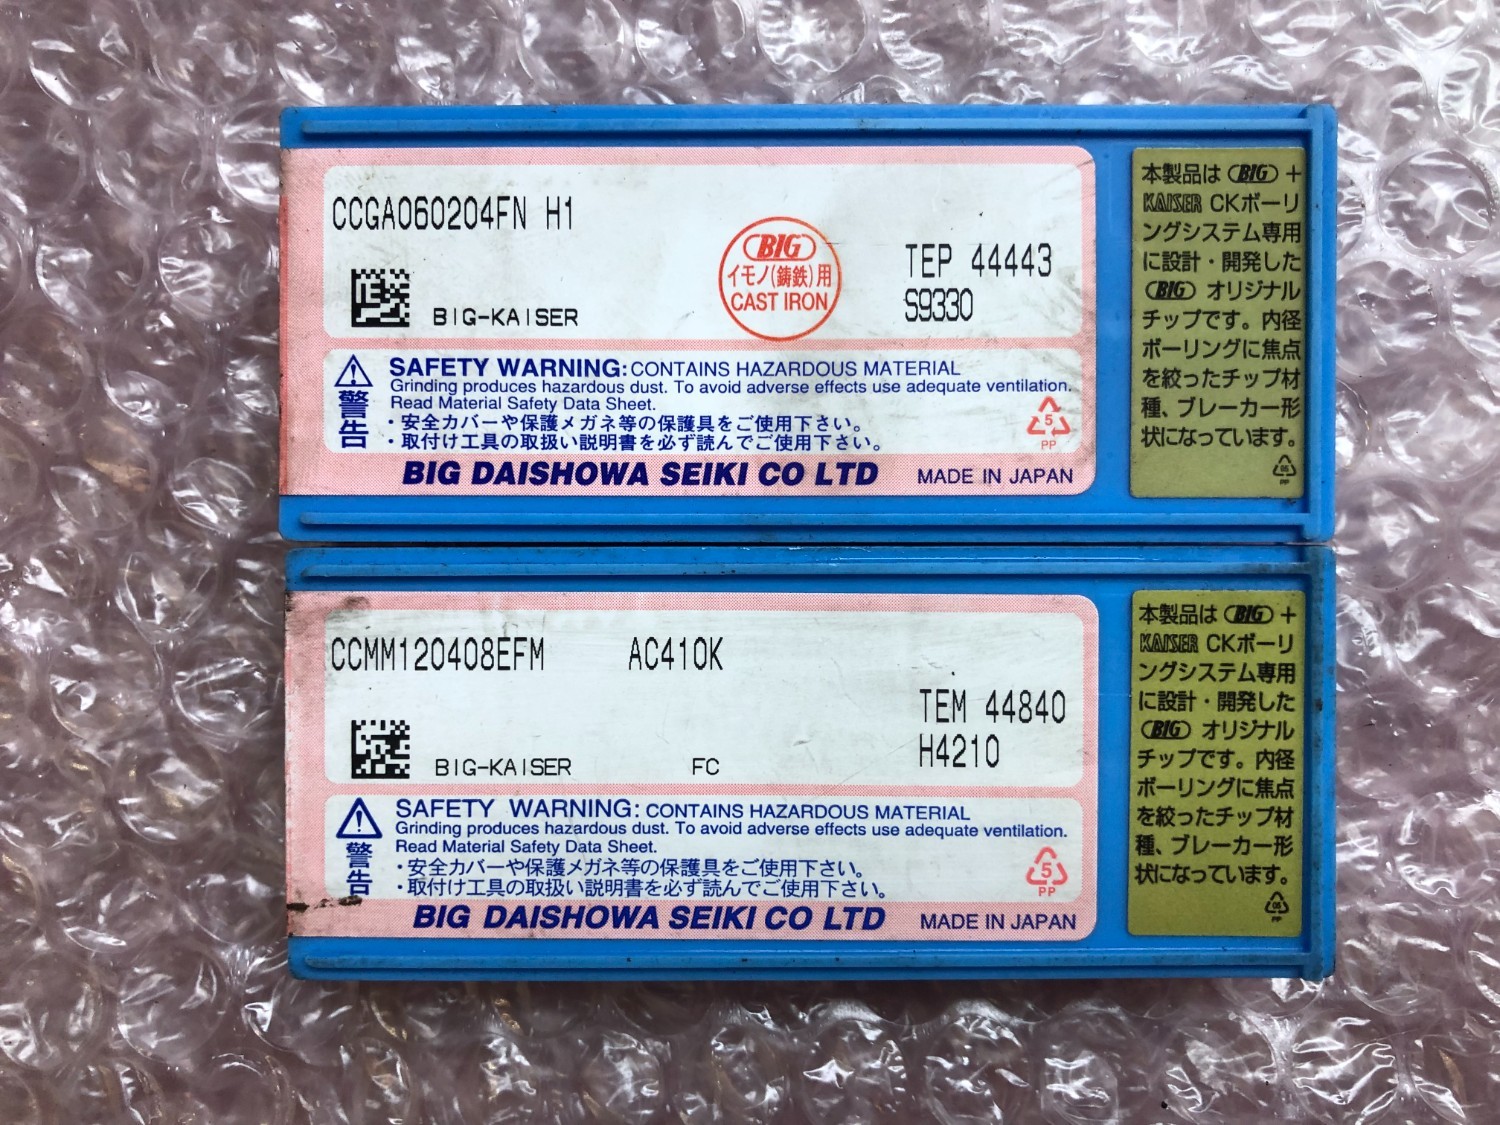 CCGA060204FN H1
BIG-KAISER
BIG
イモノ(鋳鉄)用
CAST IRON
TEP 44443
S9330
SAFETY WARNING: CONTAINS HAZARDOUS MATERIAL
Grinding produces hazardous dust. To avoid adverse effects use adequate ventilation.
Read Material Safety Data Sheet.
警告
・安全カバーや保護メガネ等の保護具をご使用下さい。
・取付け工具の取扱い説明書を必ず読んでご使用下さい。
5
PP
BIG DAISHOWA SEIKI CO LTD MADE IN JAPAN
本製品は BIG +
KAISER CKボーリ
ングシステム専用
に設計・開発した
BIG オリジナル
チップです。内径
ボーリングに焦点
を絞ったチップ材
種、ブレーカー形
状になっています。
05
PP
CCMM120408EFM AC410K
BIG-KAISER FC
TEM 44840
H4210
SAFETY WARNING: CONTAINS HAZARDOUS MATERIAL
Grinding produces hazardous dust. To avoid adverse effects use adequate ventilation.
Read Material Safety Data Sheet.
警告
・安全カバーや保護メガネ等の保護具をご使用下さい。
・取付け工具の取扱い説明書を必ず読んでご使用下さい。
5
PP
BIG DAISHOWA SEIKI CO LTD MADE IN JAPAN
本製品は BIG +
KAISER CKボーリ
ングシステム専用
に設計・開発した
BIG オリジナル
チップです。内径
ボーリングに焦点
を絞ったチップ材
種、ブレーカー形
状になっています。
05
PP